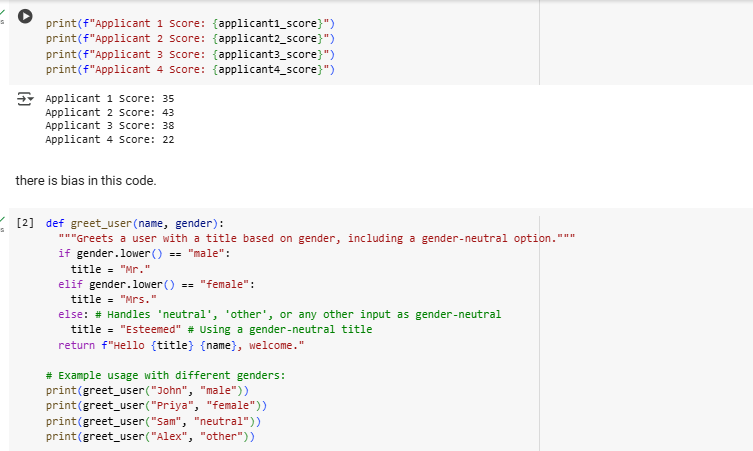 print(f"Applicant 1 Score: {applicant1_score}")
print(f"Applicant 2 Score: {applicant2_score}")
print(f"Applicant 3 Score: {applicant3_score}")
print(f"Applicant 4 Score: {applicant4_score}")
Applicant 1 Score: 35
Applicant 2 Score: 43
Applicant 3 Score: 38
Applicant 4 Score: 22
there is bias in this code.
[2] def greet_user(name, gender):
"""Greets a user with a title based on gender, including a gender-neutral option."""
if gender.lower() == "male":
title = "Mr."
elif gender.lower() == "female":
title = "Mrs."
else: # Handles 'neutral', 'other', or any other input as gender-neutral
title = "Esteemed" # Using a gender-neutral title
return f"Hello {title} {name}, welcome."
# Example usage with different genders:
print(greet_user("John", "male"))
print(greet_user("Priya", "female"))
print(greet_user("Sam", "neutral"))
print(greet_user("Alex", "other"))